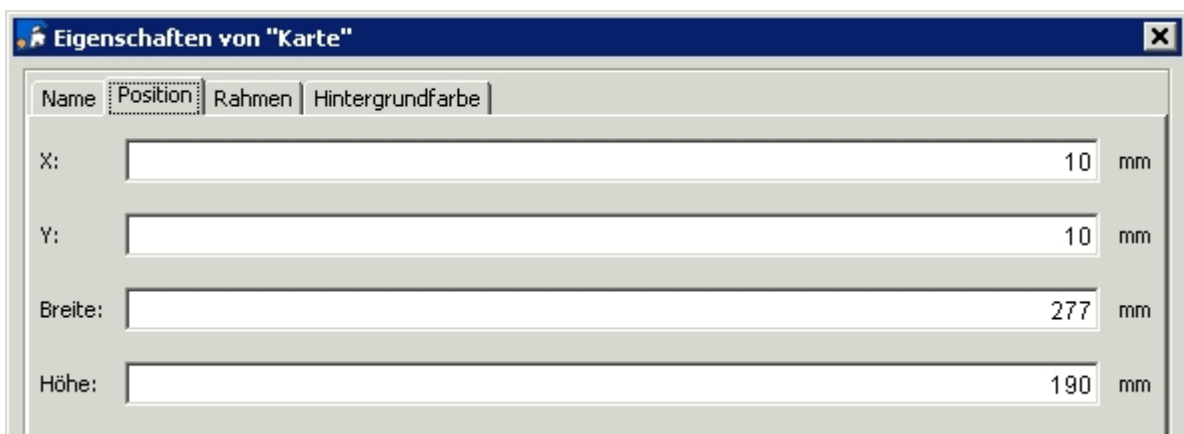 Eigenschaften von "Karte"
Name Position Rahmen Hintergrundfarbe
X: 10 mm
Y: 10 mm
Breite: 277 mm
Höhe: 190 mm